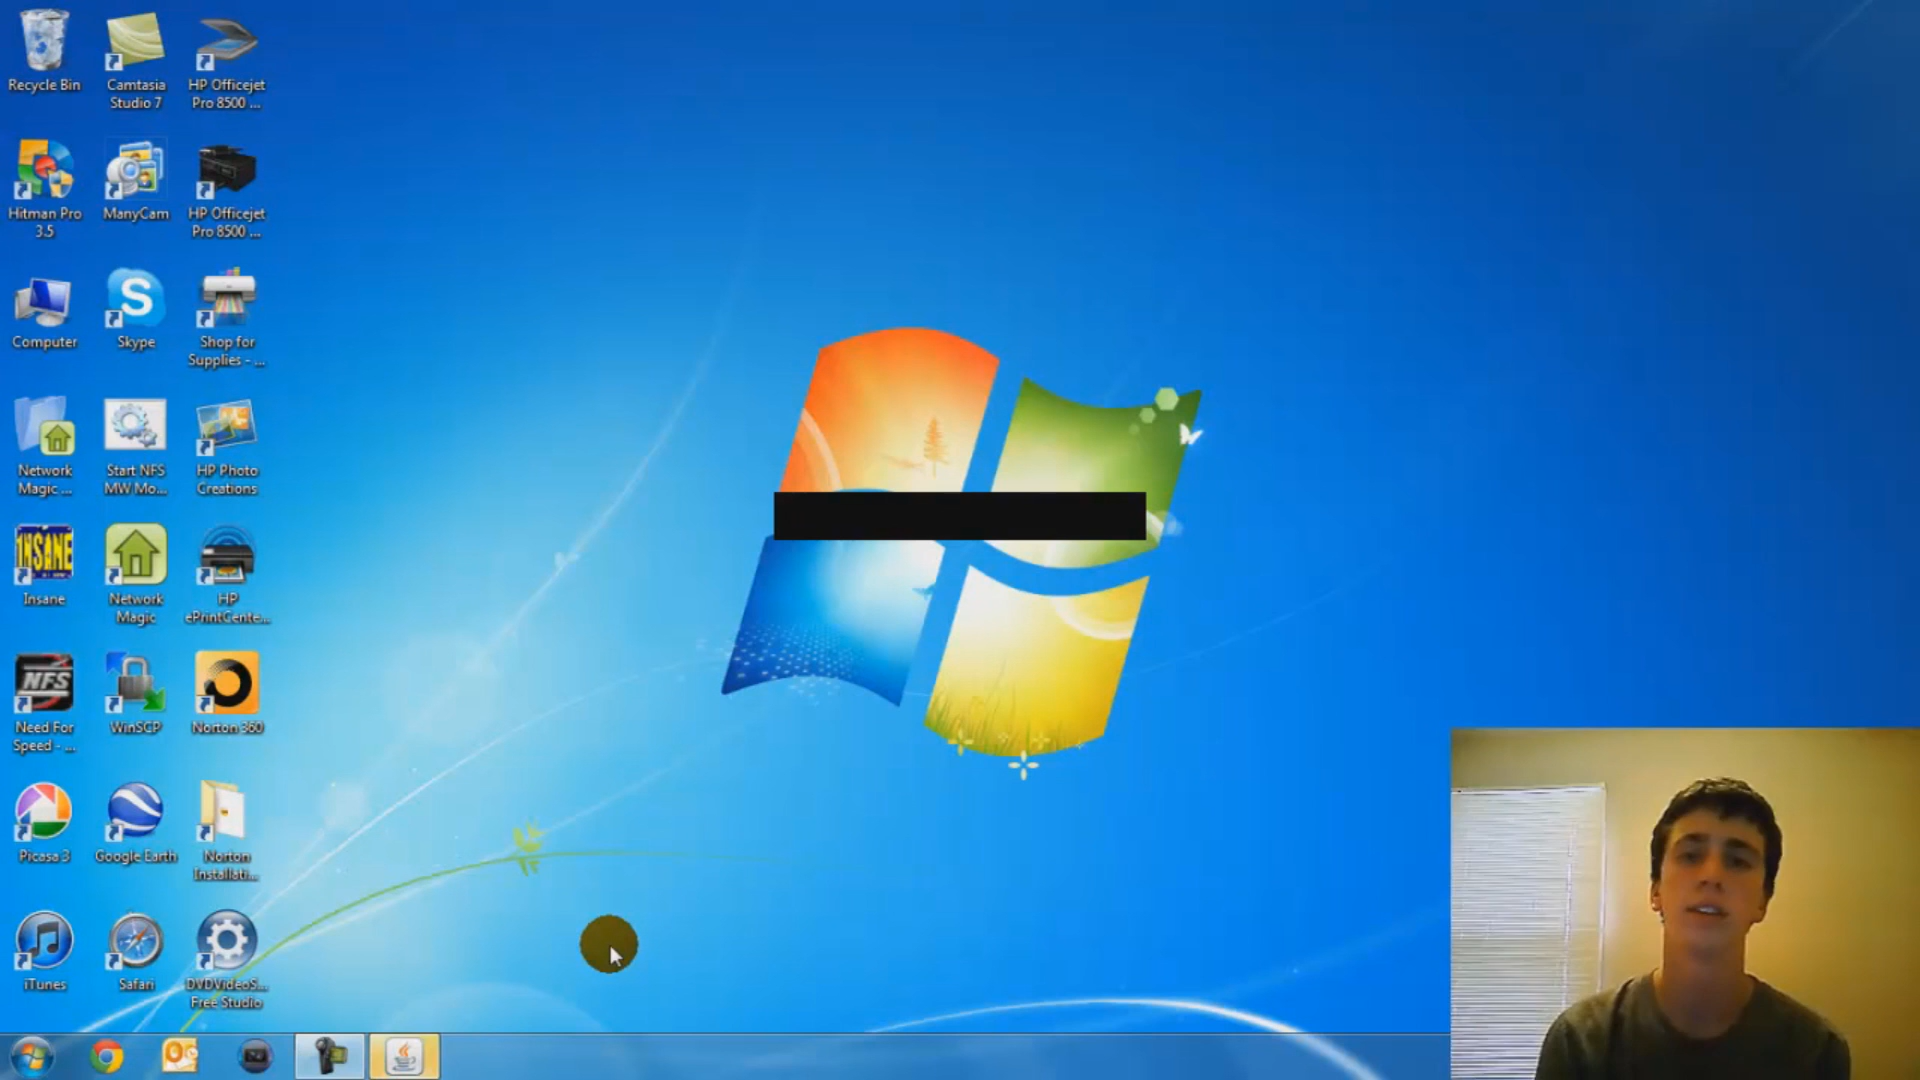 Recycle Bin
Camtasia
Studio 7
HP Officejet
Pro 8500 ...
Hitman Pro
3.5
ManyCam
HP Officejet
Pro 8500 ...
Computer
Skype
Shop for
Supplies - ...
Network
Magic ...
Start NFS
MW Mo...
HP Photo
Creations
INSANE
Insane
Network
Magic
HP
ePrintCente...
NFS
Need For
Speed - ...
WinSCP
Norton 360
Picasa 3
Google Earth
Norton
Installati...
iTunes
Safari
DVDVideoS...
Free Studio